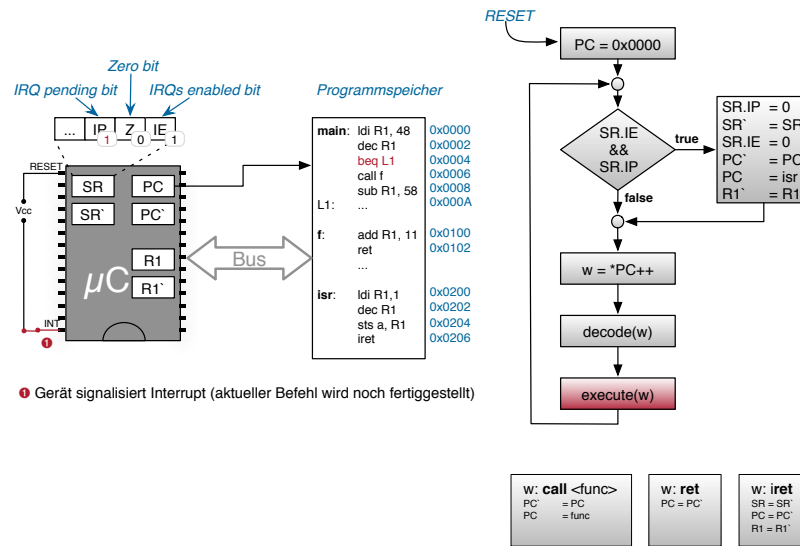 RESET
PC = 0x0000
Zero bit
IRQ pending bit
IRQs enabled bit
Programmspeicher
... IP Z IE
1 0 1
RESET
Vcc
SR PC
SR` PC`
R1
R1`
µC
INT
❶
Bus
main: ldi R1, 48 0x0000
dec R1 0x0002
beq L1 0x0004
call f 0x0006
sub R1, 58 0x0008
L1: ... 0x000A
f: add R1, 11 0x0100
ret 0x0102
...
isr: ldi R1,1 0x0200
dec R1 0x0202
sts a, R1 0x0204
iret 0x0206
❶ Gerät signalisiert Interrupt (aktueller Befehl wird noch fertiggestellt)
SR.IE
&&
SR.IP
true
false
SR.IP = 0
SR` = SR
SR.IE = 0
PC` = PC
PC = isr
R1` = R1
w = *PC++
decode(w)
execute(w)
w: call <func>
PC` = PC
PC = func
w: ret
PC = PC`
w: iret
SR = SR`
PC = PC`
R1 = R1`